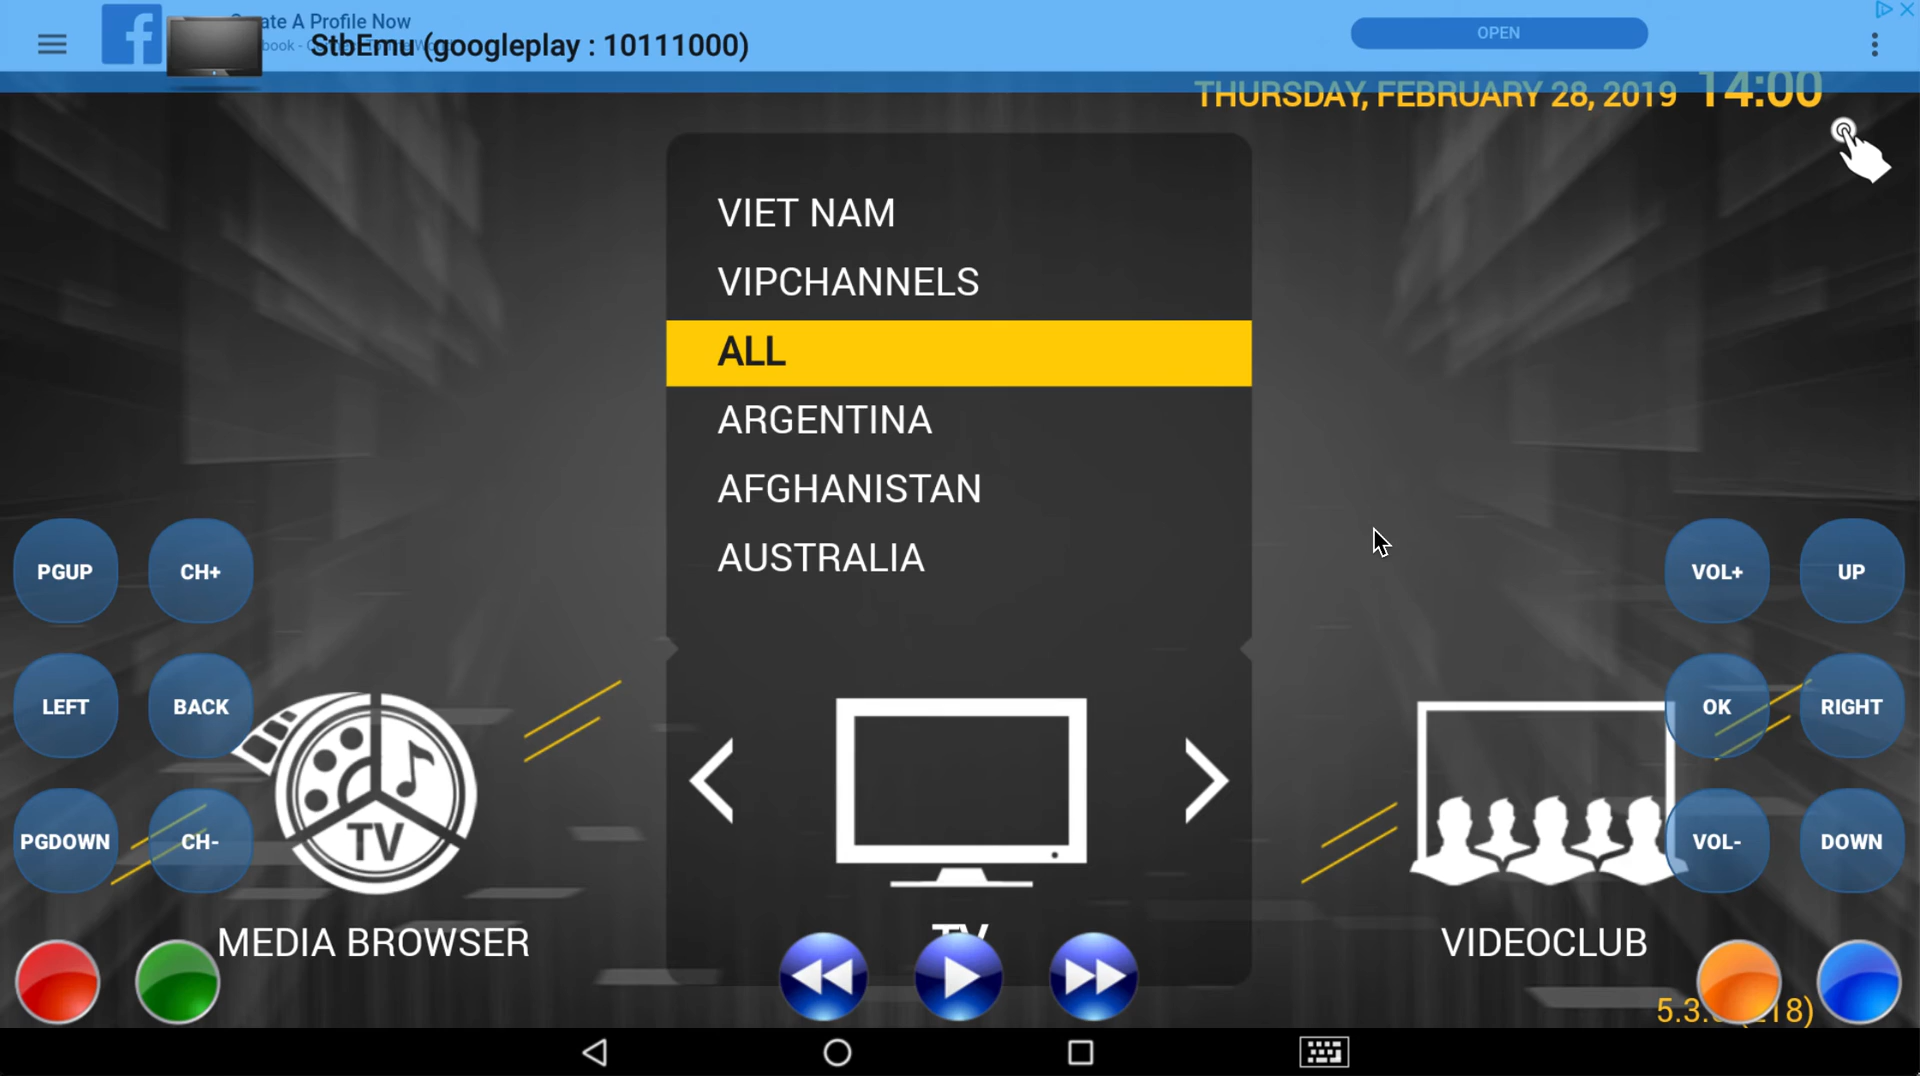 Create A Profile Now
StbEmu (googleplay : 10111000)
OPEN
THURSDAY, FEBRUARY 28, 2019 14:00
VIET NAM
VIPCHANNELS
ALL
ARGENTINA
AFGHANISTAN
AUSTRALIA
PGUP CH+ VOL+ UP
LEFT BACK OK RIGHT
TV
PGDOWN CH- VOL- DOWN
MEDIA BROWSER TV VIDEOCLUB